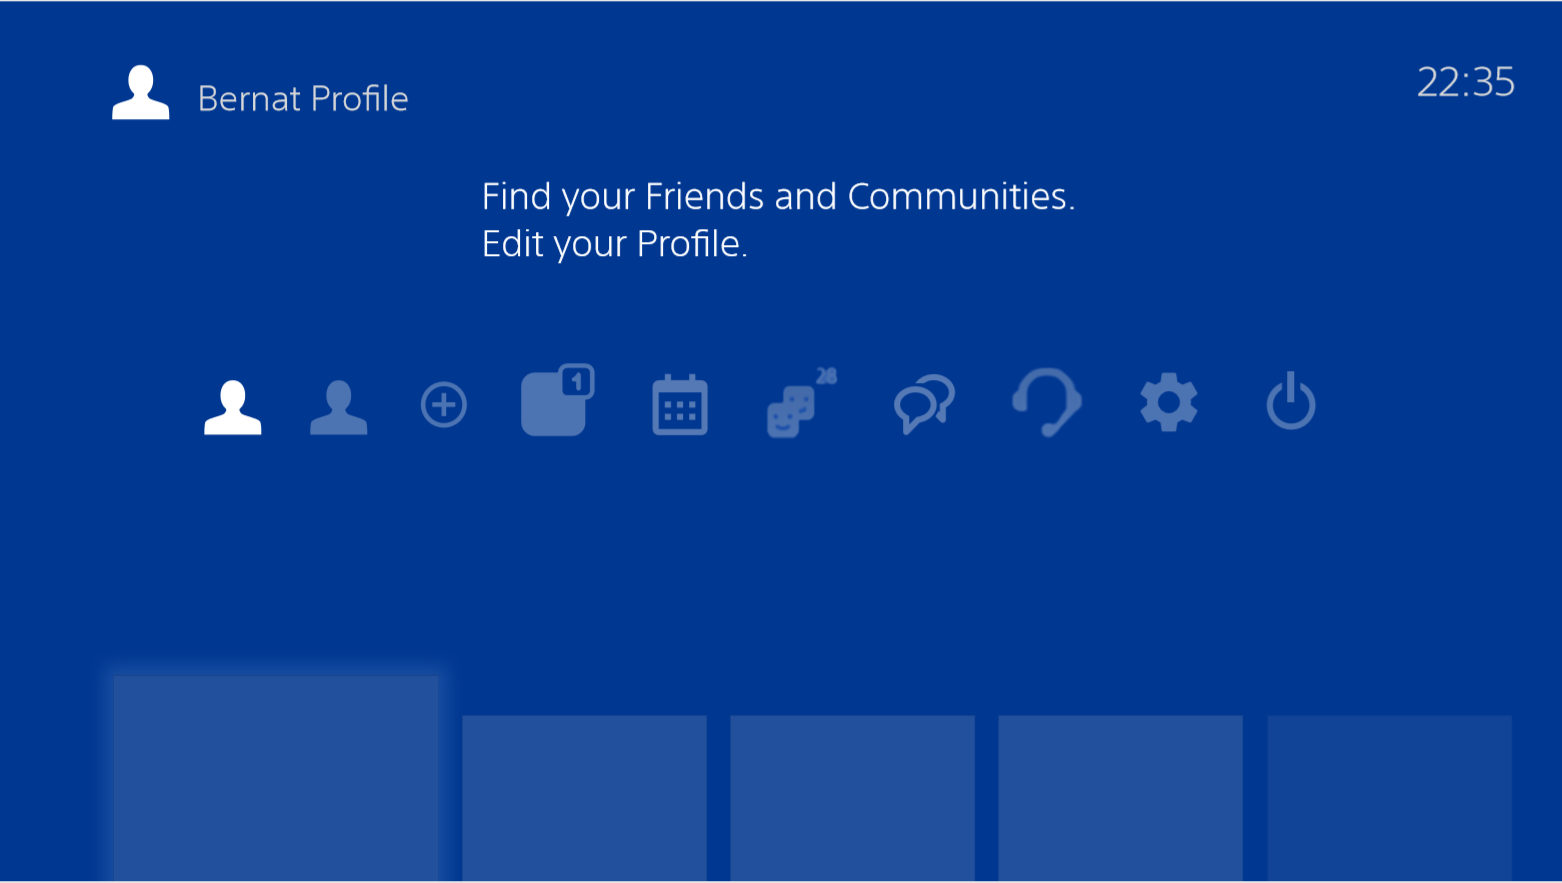 Bernat Profile
22:35
Find your Friends and Communities.
Edit your Profile.
1
28